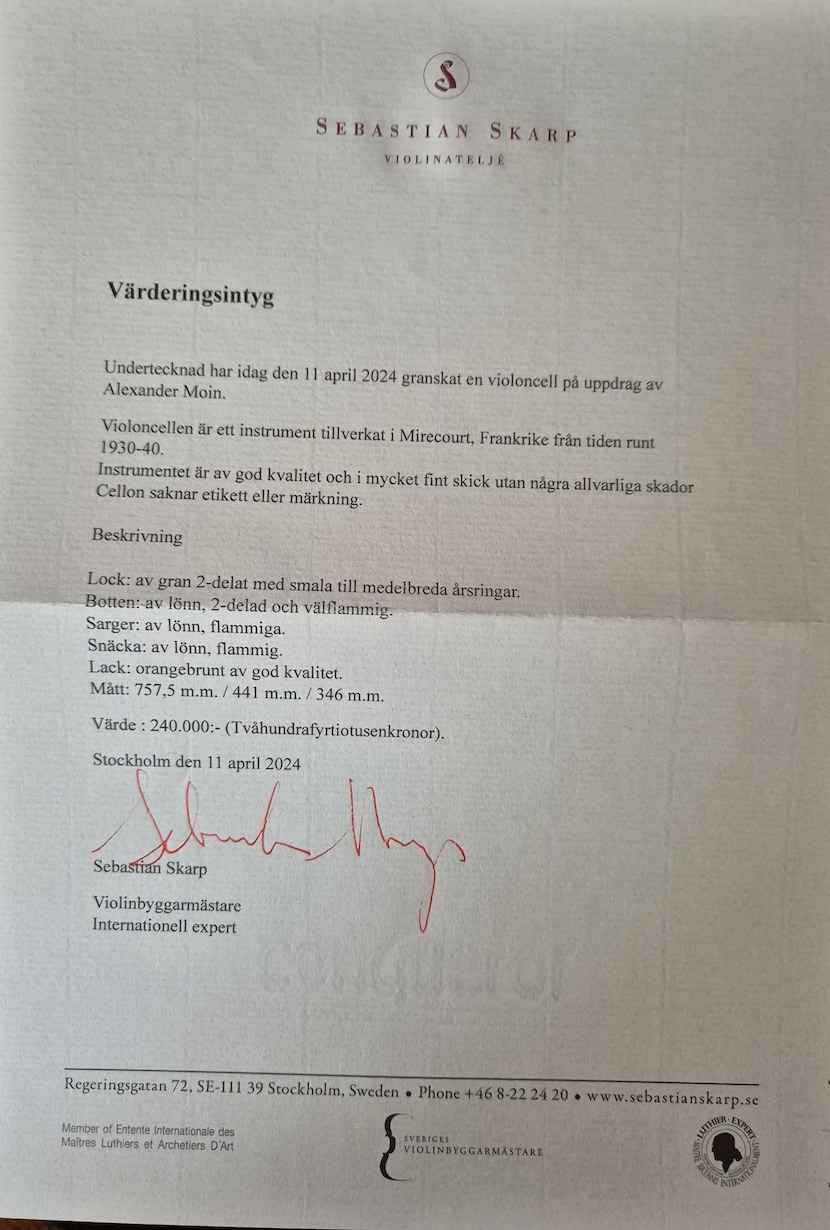 S
SEBASTIAN SKARP
VIOLINATELJÉ
Värderingsintyg
Undertecknad har idag den 11 april 2024 granskat en violoncell på uppdrag av
Alexander Moin.
Violoncellen är ett instrument tillverkat i Mirecourt, Frankrike från tiden runt
1930-40.
Instrumentet är av god kvalitet och i mycket fint skick utan några allvarliga skador
Cellon saknar etikett eller märkning.
Beskrivning
Lock: av gran 2-delat med smala till medelbreda årsringar.
Botten: av lönn, 2-delad och välflammig.
Sarger: av lönn, flammiga.
Snäcka: av lönn, flammig.
Lack: orangebrunt av god kvalitet.
Mått: 757,5 m.m. / 441 m.m. / 346 m.m.
Värde : 240.000:- (Tvåhundrafyrtiotusenkronor).
Stockholm den 11 april 2024
Sebastian Skarp
Violinbyggarmästare
Internationell expert
Regeringsgatan 72, SE-111 39 Stockholm, Sweden • Phone +46 8-22 24 20 • www.sebastianskarp.se
Member of Entente Internationale des
Maîtres Luthiers et Archetiers D'Art
SVERIGES
VIOLINBYGGARMÄSTARE
LUTHIER · EXPERT